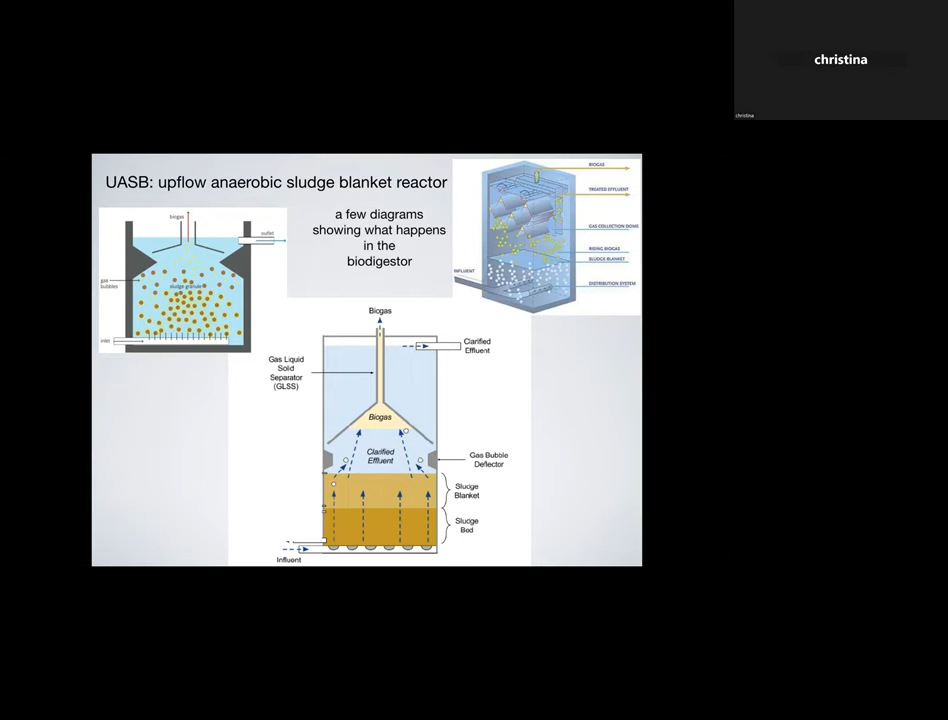 christina
christina
UASB: upflow anaerobic sludge blanket reactor
a few diagrams
showing what happens
in the
biodigestor
biogas
outlet
gas
bubbles
sludge granule
inlet
BIOGAS
TREATED EFFLUENT
GAS COLLECTION DOME
RISING BIOGAS
SLUDGE BLANKET
INFLUENT
DISTRIBUTION SYSTEM
Biogas
Clarified
Effluent
Gas Liquid
Solid
Separator
(GLSS)
Biogas
Clarified
Effluent
Gas Bubble
Deflector
Sludge
Blanket
Sludge
Bed
Influent